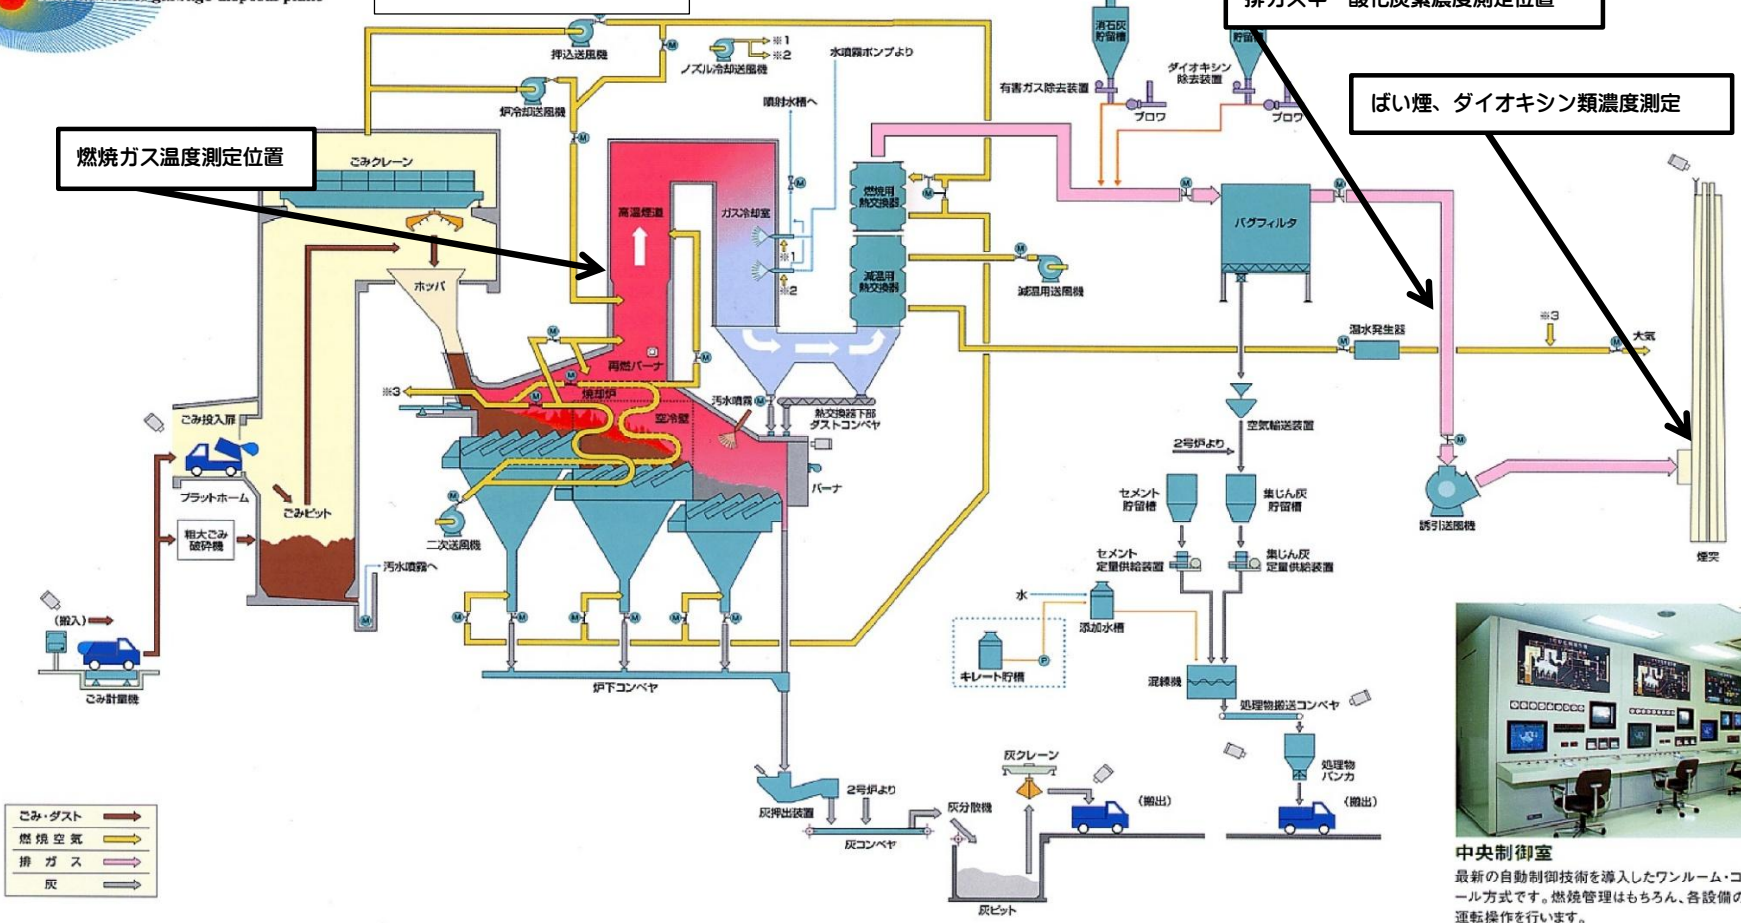 garbage disposal plant
排ガス中一酸化炭素濃度測定位置
押込送風機
※1
※2
ノズル冷却送風機
水噴霧ポンプより
消石灰
貯留槽
貯留槽
有害ガス除去装置
ダイオキシン
除去装置
ブロワ
ブロワ
ばい煙、ダイオキシン類濃度測定
炉冷却送風機
噴射水槽へ
燃焼ガス温度測定位置
ごみクレーン
高温煙道
ガス冷却室
燃焼用
熱交換器
バグフィルタ
※1
※2
減温用
熱交換器
減温用送風機
ホッパ
温水発生器
※3
大気
再燃バーナ
※3
焼却炉
空冷壁
汚水噴霧
熱交換器下部
ダストコンベヤ
ごみ投入扉
プラットホーム
ごみピット
粗大ごみ
破砕機
バーナ
二次送風機
汚水噴霧へ
空気輸送装置
2号炉より
セメント
貯留槽
集じん灰
貯留槽
誘引送風機
煙突
セメント
定量供給装置
集じん灰
定量供給装置
(搬入)
ごみ計量機
水
添加水槽
キレート貯槽
P
混練機
炉下コンベヤ
処理物搬送コンベヤ
処理物
バンカ
(搬出)
灰クレーン
(搬出)
灰押出装置
2号炉より
灰分散機
灰コンベヤ
灰ピット
ごみ・ダスト
燃焼空気
排ガス
灰
中央制御室
最新の自動制御技術を導入したワンルーム・コ
ール方式です。燃焼管理はもちろん、各設備の
運転操作を行います。